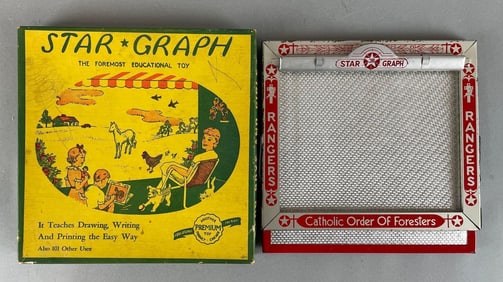 STAR ★ GRAPH
THE FOREMOST EDUCATIONAL TOY
It Teaches Drawing, Writing
And Printing the Easy Way
Also 101 Other Uses
PREMIUM
TOY
STAR GRAPH
RANGERS
RANGERS
Catholic Order Of Foresters